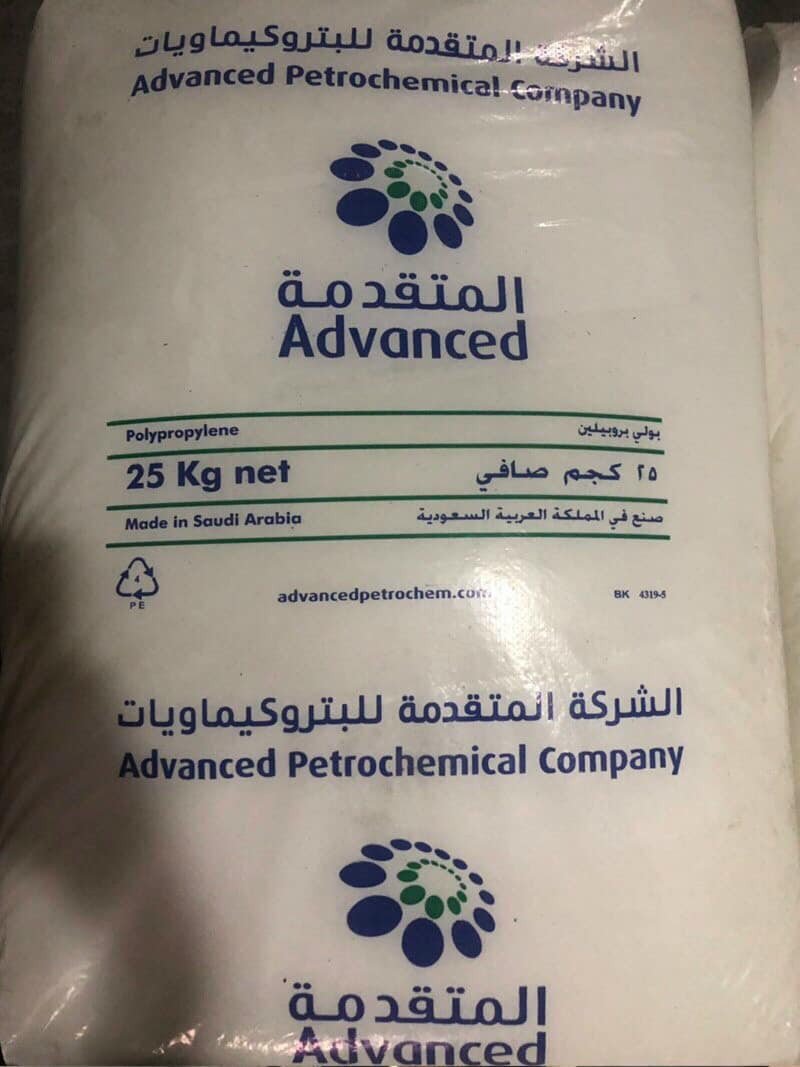 الشركة المتقدمة للبتروكيماويات
Advanced Petrochemical Company
المتقدمة
Advanced
Polypropylene بولي بروبيلين
25 Kg net ٢٥ كجم صافي
Made in Saudi Arabia صنع في المملكة العربية السعودية
4
PE
advancedpetrochem.com BK 4319-5
الشركة المتقدمة للبتروكيماويات
Advanced Petrochemical Company
المتقدمة
Advanced